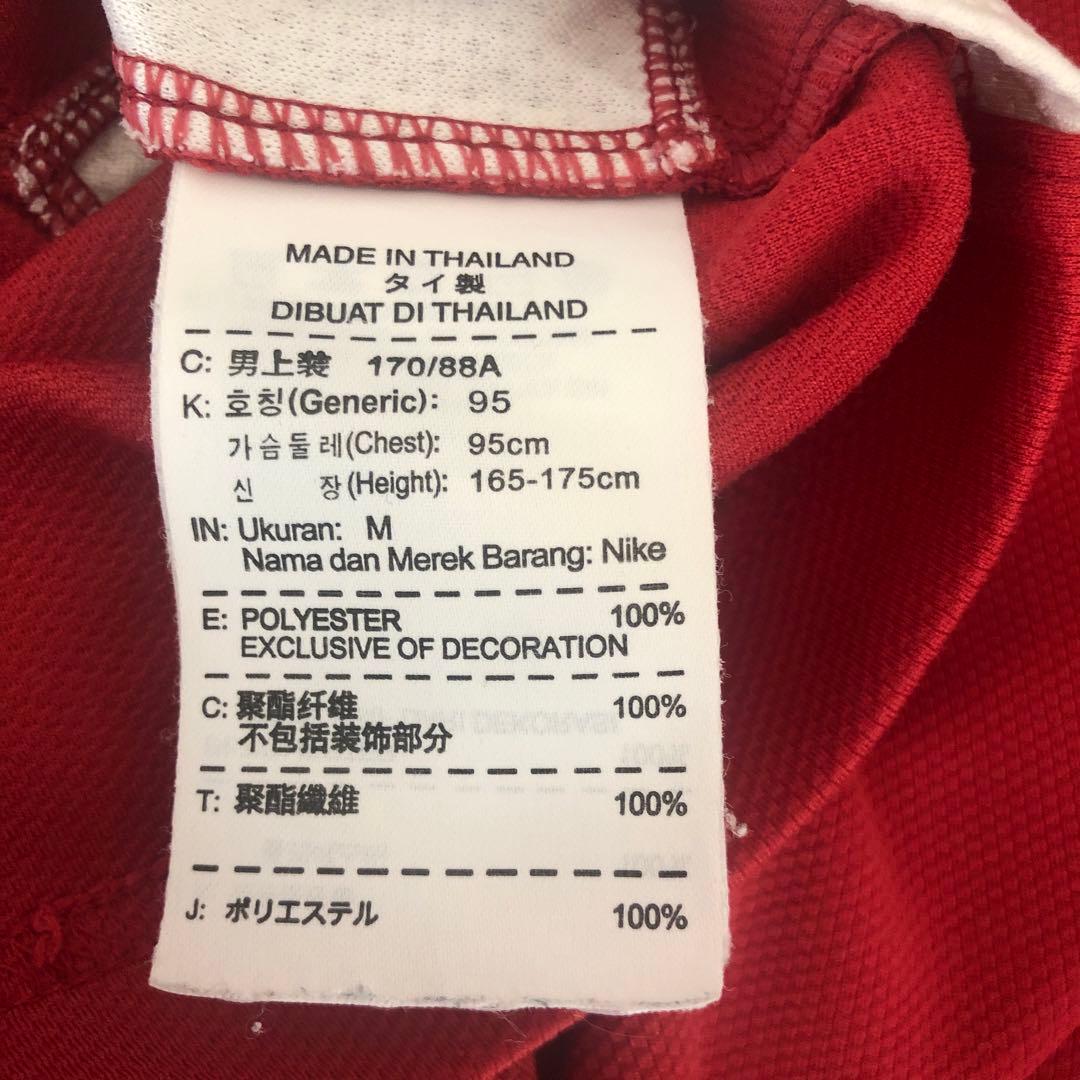 MADE IN THAILAND
タイ製
DIBUAT DI THAILAND
C: 男上装 170/88A
K: 호칭(Generic): 95
가슴둘레(Chest): 95cm
신 장(Height): 165-175cm
IN: Ukuran: M
Nama dan Merek Barang: Nike
E: POLYESTER 100%
EXCLUSIVE OF DECORATION
C: 聚酯纤维 100%
不包括装饰部分
T: 聚酯纖維 100%
J: ポリエステル 100%